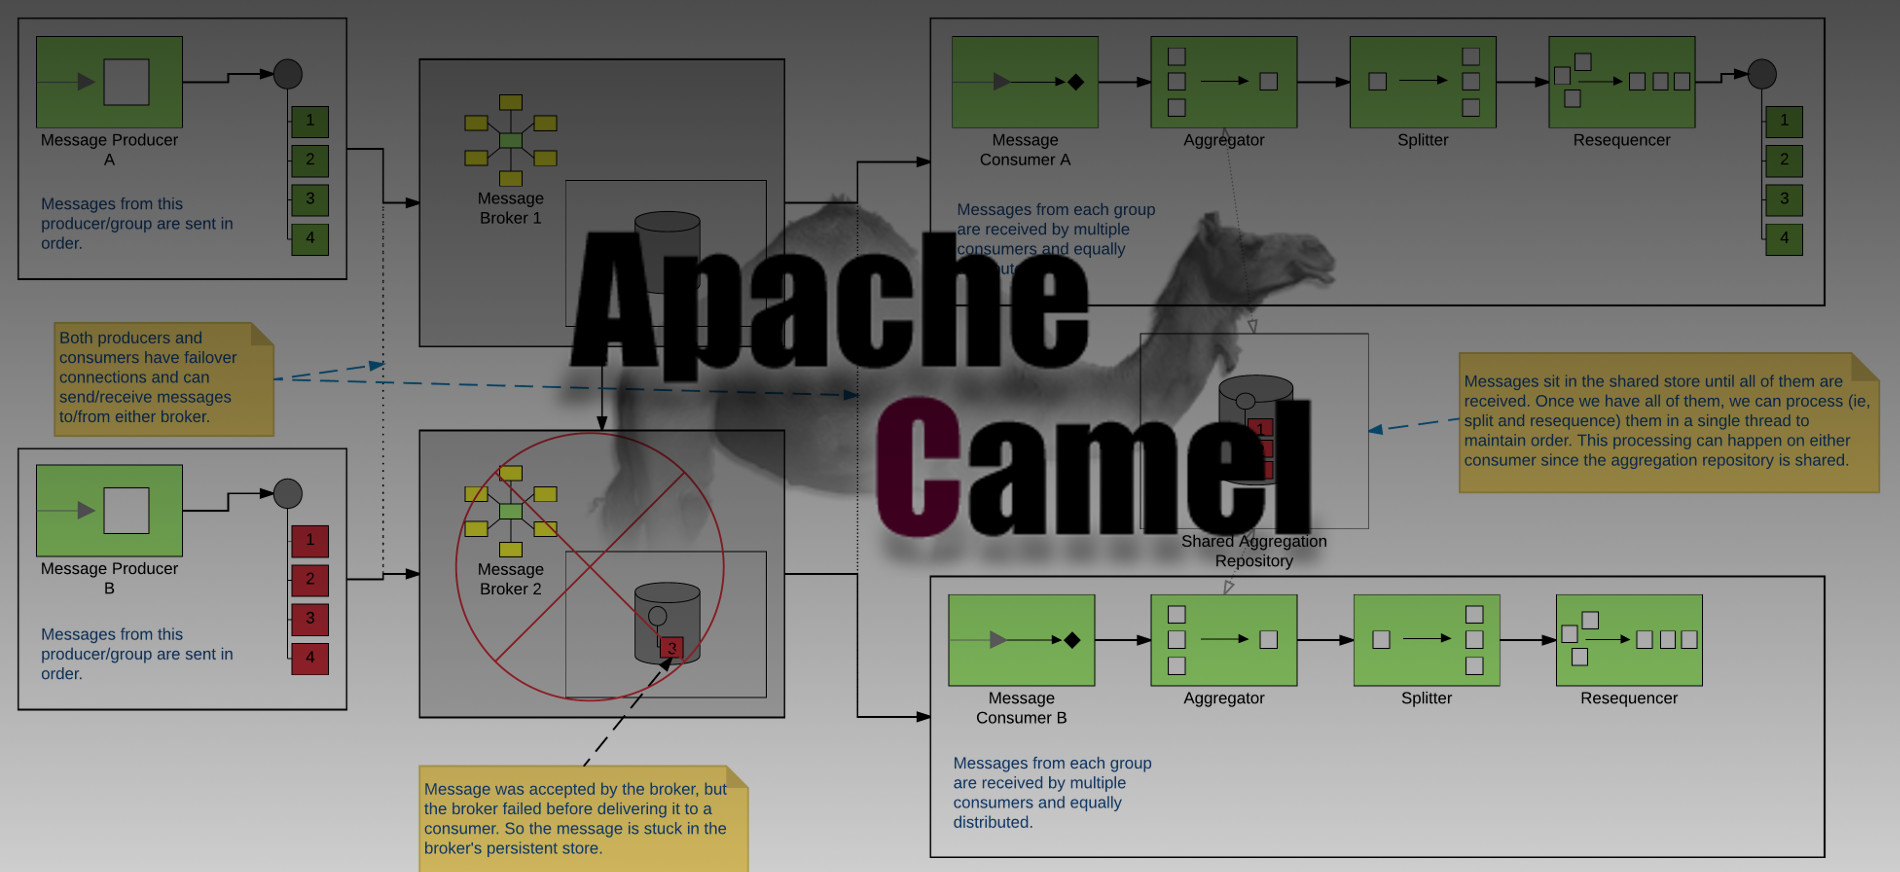 Message Producer
A
1
2
3
4
Messages from this
producer/group are sent in
order.
Message
Broker 1
Message
Consumer A
Aggregator
Splitter
Resequencer
1
2
3
4
Messages from each group
are received by multiple
consumers and equally
Apache
Camel
Both producers and
consumers have failover
connections and can
send/receive messages
to/from either broker.
1
Messages sit in the shared store until all of them are
received. Once we have all of them, we can process (ie,
split and resequence) them in a single thread to
maintain order. This processing can happen on either
consumer since the aggregation repository is shared.
Shared Aggregation
Repository
Message Producer
B
1
2
3
4
Messages from this
producer/group are sent in
order.
Message
Broker 2
3
Message was accepted by the broker, but
the broker failed before delivering it to a
consumer. So the message is stuck in the
broker's persistent store.
Message
Consumer B
Aggregator
Splitter
Resequencer
Messages from each group
are received by multiple
consumers and equally
distributed.